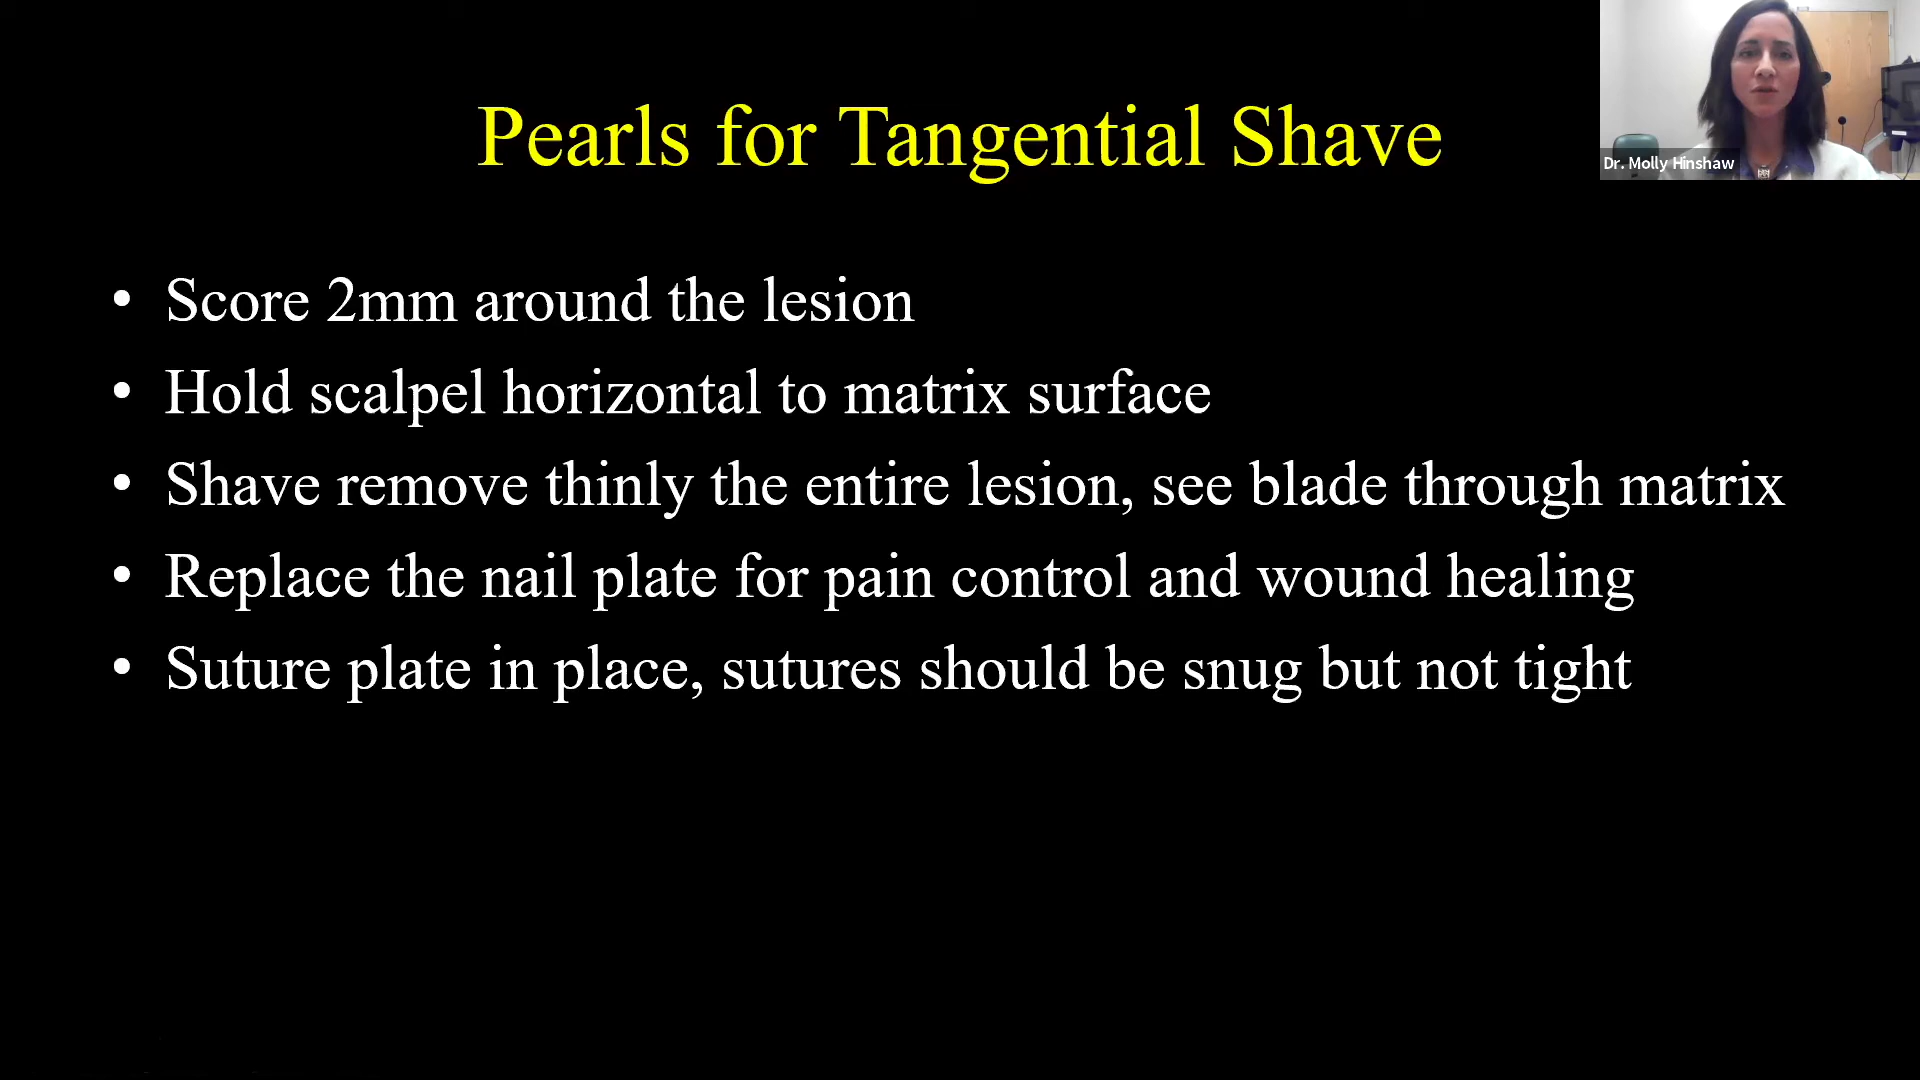 Pearls for Tangential Shave
Dr. Molly Hinshaw
• Score 2mm around the lesion
• Hold scalpel horizontal to matrix surface
• Shave remove thinly the entire lesion, see blade through matrix
• Replace the nail plate for pain control and wound healing
• Suture plate in place, sutures should be snug but not tight